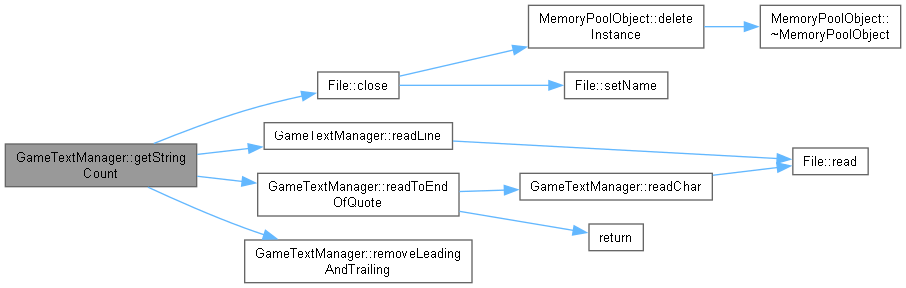 GameTextManager::getString
Count
File::close
MemoryPoolObject::delete
Instance
MemoryPoolObject::
~MemoryPoolObject
File::setName
GameTextManager::readLine
File::read
GameTextManager::readToEnd
OfQuote
GameTextManager::readChar
return
GameTextManager::removeLeading
AndTrailing